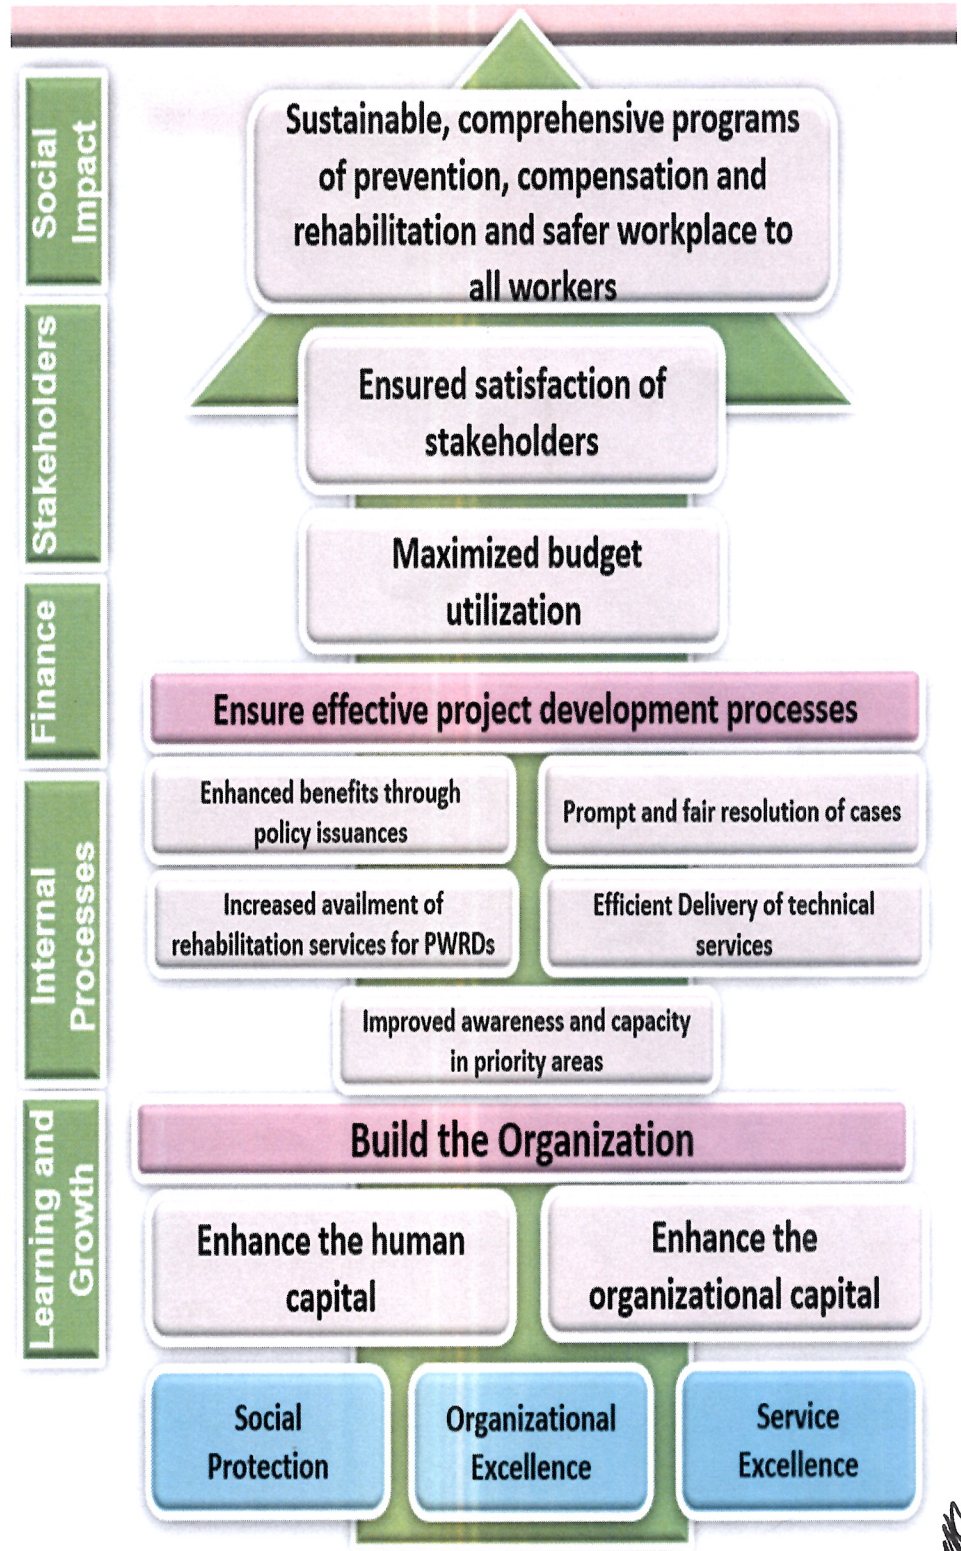 Social
Impact
Sustainable, comprehensive programs
of prevention, compensation and
rehabilitation and safer workplace to
all workers
Stakeholders
Ensured satisfaction of
stakeholders
Finance
Maximized budget
utilization
Ensure effective project development processes
Internal
Processes
Enhanced benefits through
policy issuances
Prompt and fair resolution of cases
Increased availment of
rehabilitation services for PWRDs
Efficient Delivery of technical
services
Improved awareness and capacity
in priority areas
Learning and
Growth
Build the Organization
Enhance the human
capital
Enhance the
organizational capital
Social
Protection
Organizational
Excellence
Service
Excellence